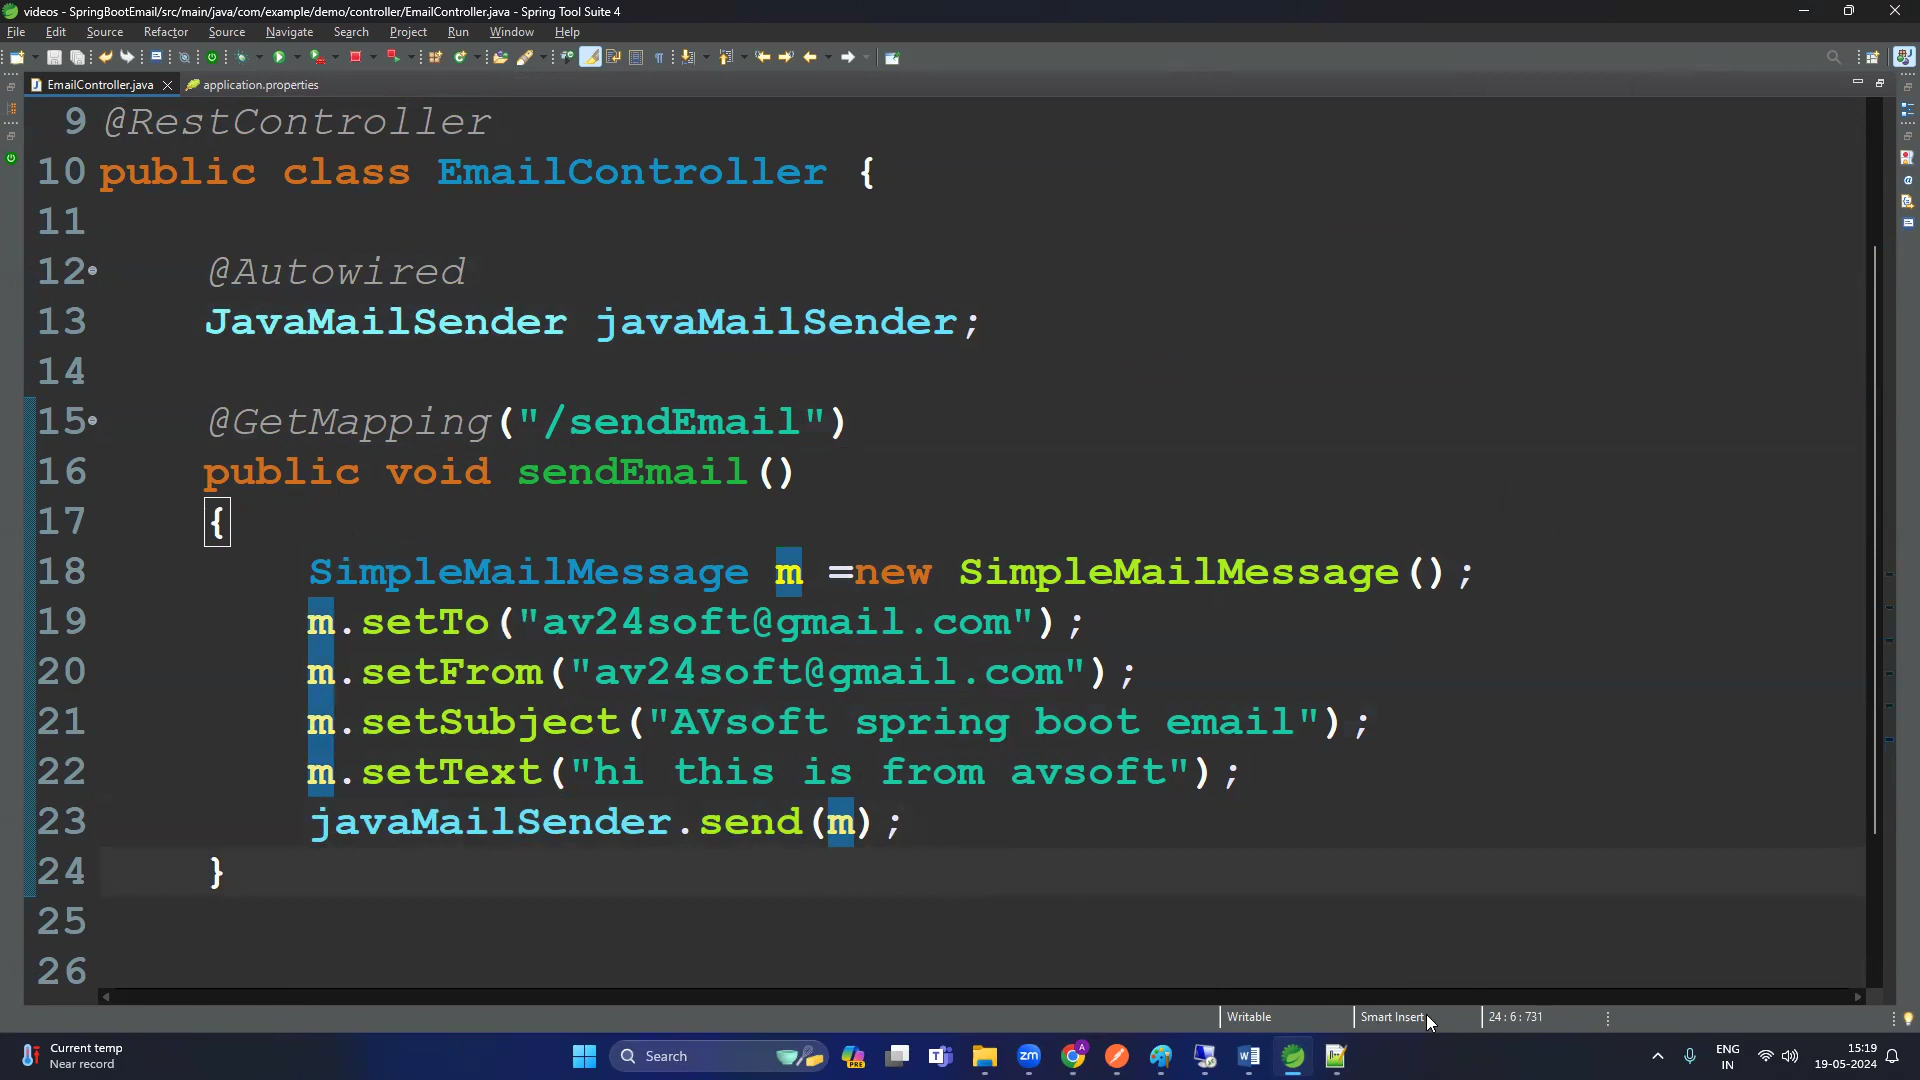 videos - SpringBootEmail/src/main/java/com/example/demo/controller/EmailController.java - Spring Tool Suite 4
File Edit Source Refactor Source Navigate Search Project Run Window Help
EmailController.java application.properties
9 @RestController
10 public class EmailController {
11
12 @Autowired
13 JavaMailSender javaMailSender;
14
15 @GetMapping("/sendEmail")
16 public void sendEmail()
17 {
18 SimpleMailMessage m =new SimpleMailMessage();
19 m.setTo("av24soft@gmail.com");
20 m.setFrom("av24soft@gmail.com");
21 m.setSubject("AVsoft spring boot email");
22 m.setText("hi this is from avsoft");
23 javaMailSender.send(m);
24 }
25
26
Writable Smart Insert 24 : 6 : 731
Current temp
Near record
Search
ENG
IN
15:19
19-05-2024